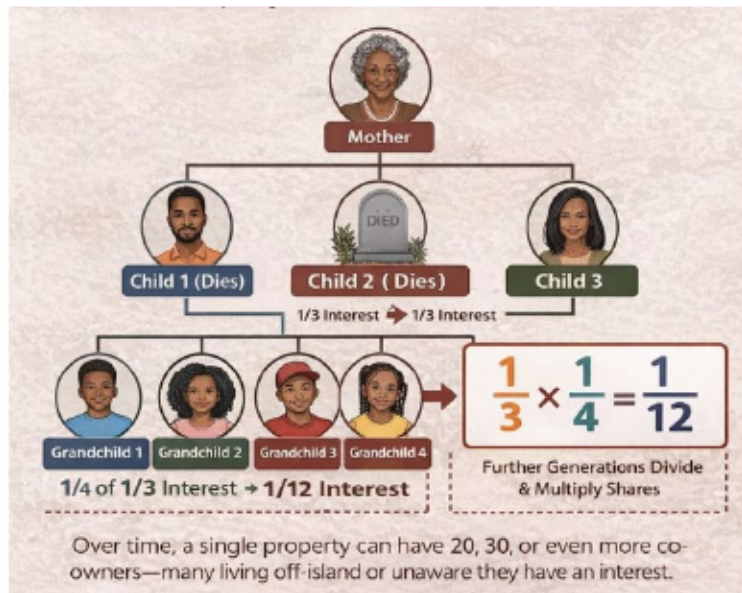 Mother
DIED
Child 1 (Dies)
Child 2 ( Dies)
Child 3
1/3 Interest → 1/3 Interest
Grandchild 1
Grandchild 2
Grandchild 3
Grandchild 4
1/4 of 1/3 Interest → 1/12 Interest
1/3 × 1/4 = 1/12
Further Generations Divide
& Multiply Shares
Over time, a single property can have 20, 30, or even more co-
owners—many living off-island or unaware they have an interest.